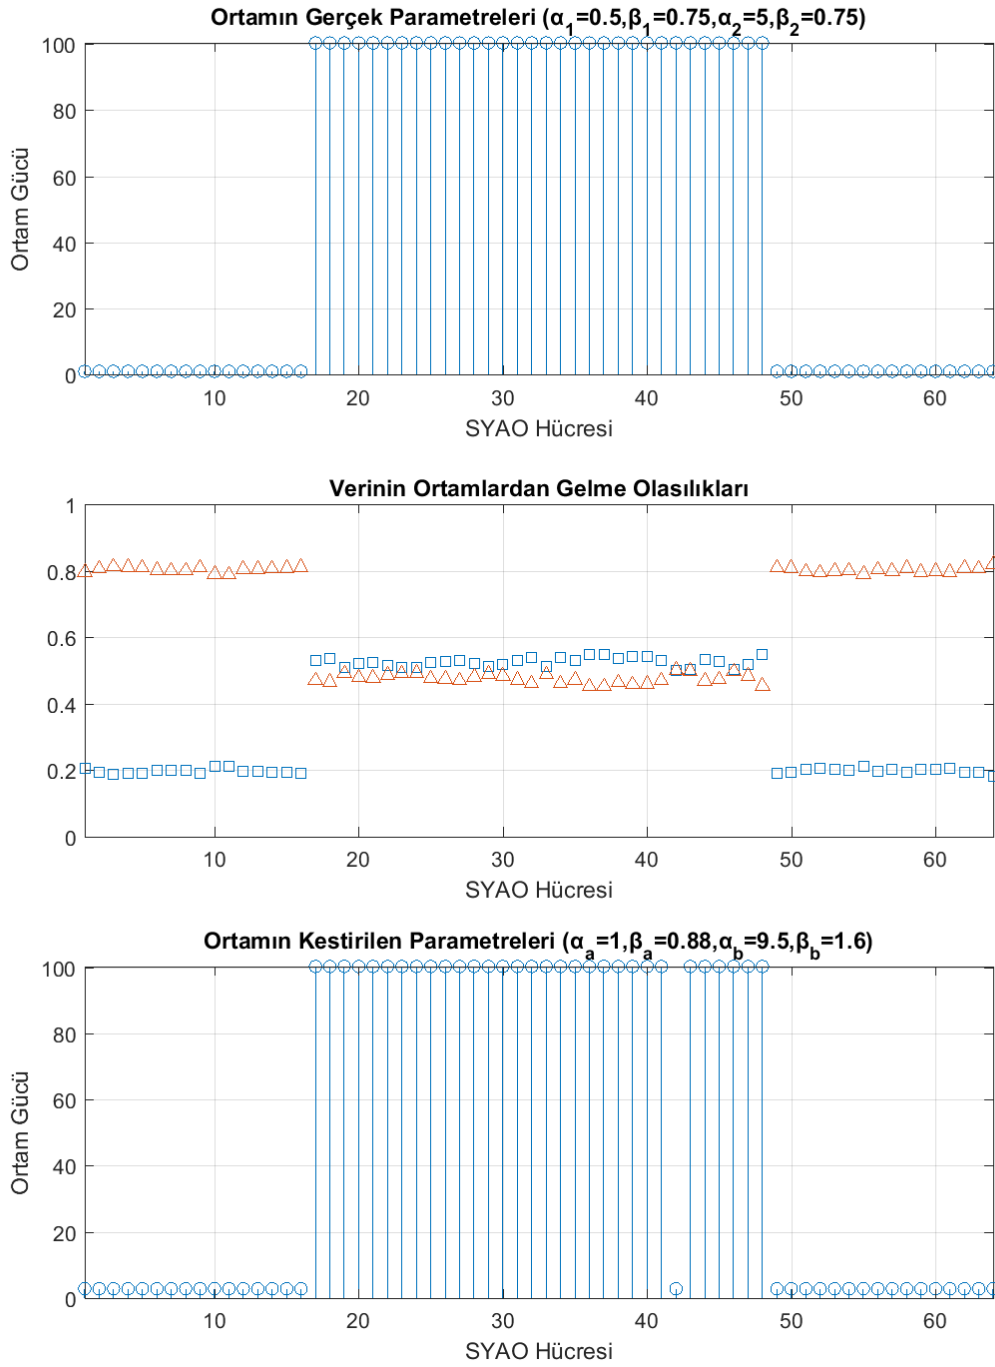 Ortamın Gerçek Parametreleri (α₁=0.5,β₁=0.75,α₂=5,β₂=0.75)
100
80
60
40
20
0
Ortam Gücü
10 20 30 40 50 60
SYAO Hücresi
Verinin Ortamlardan Gelme Olasılıkları
1
0.8
0.6
0.4
0.2
0
10 20 30 40 50 60
SYAO Hücresi
Ortamın Kestirilen Parametreleri (αa=1,βa=0.88,αb=9.5,βb=1.6)
100
80
60
40
20
0
Ortam Gücü
10 20 30 40 50 60
SYAO Hücresi